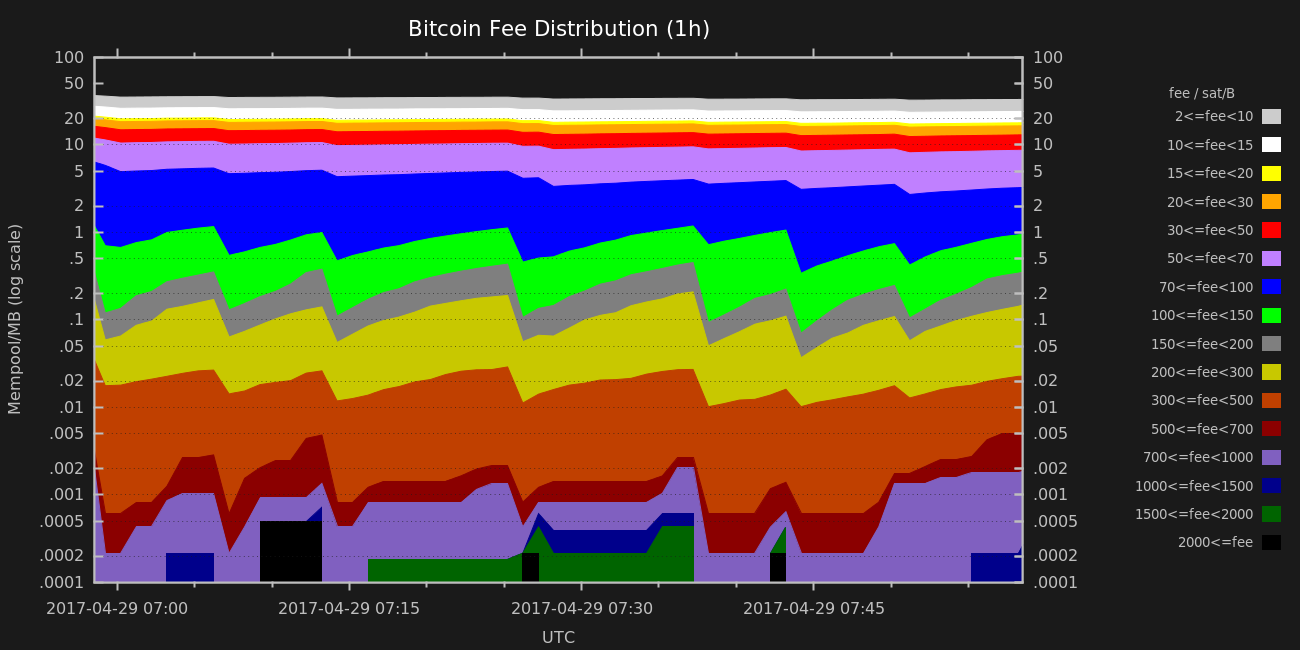 Bitcoin Fee Distribution (1h)
100 100
50 50
20 20
10 10
5 5
2 2
1 1
.5 .5
.2 .2
.1 .1
.05 .05
.02 .02
.01 .01
.005 .005
.002 .002
.001 .001
.0005 .0005
.0002 .0002
.0001 .0001
Mempool/MB (log scale)
2017-04-29 07:00 2017-04-29 07:15 2017-04-29 07:30 2017-04-29 07:45
UTC
fee / sat/B
2<=fee<10
10<=fee<15
15<=fee<20
20<=fee<30
30<=fee<50
50<=fee<70
70<=fee<100
100<=fee<150
150<=fee<200
200<=fee<300
300<=fee<500
500<=fee<700
700<=fee<1000
1000<=fee<1500
1500<=fee<2000
2000<=fee